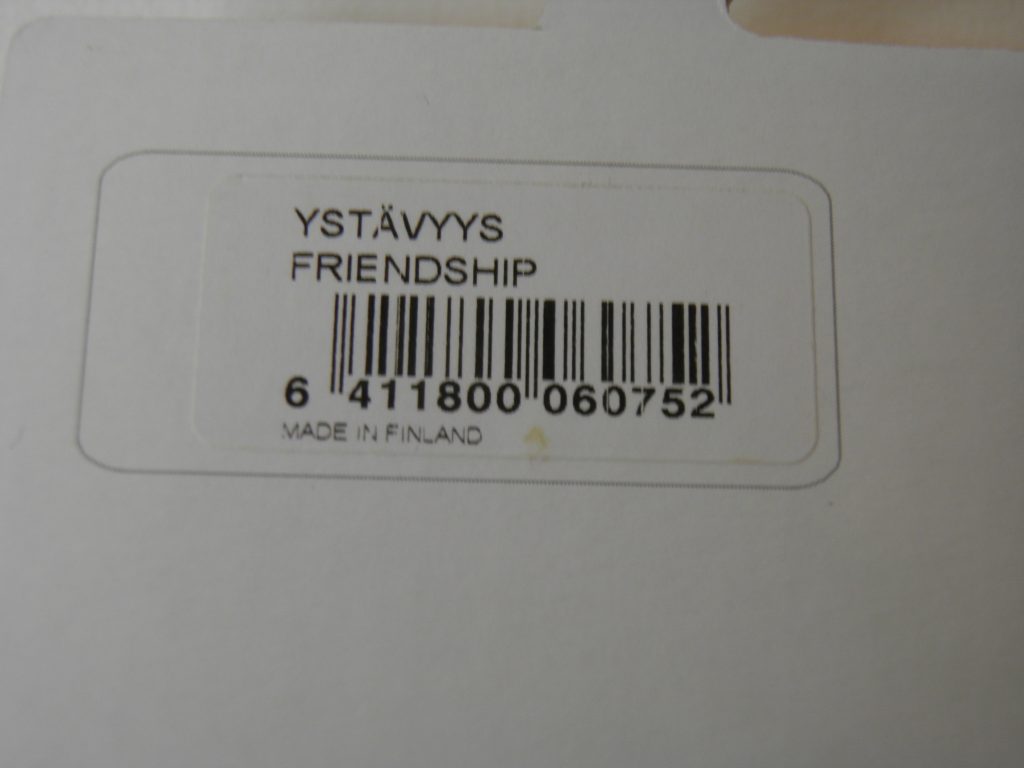 YSTÄVYYS
FRIENDSHIP
6 411800 060752
MADE IN FINLAND